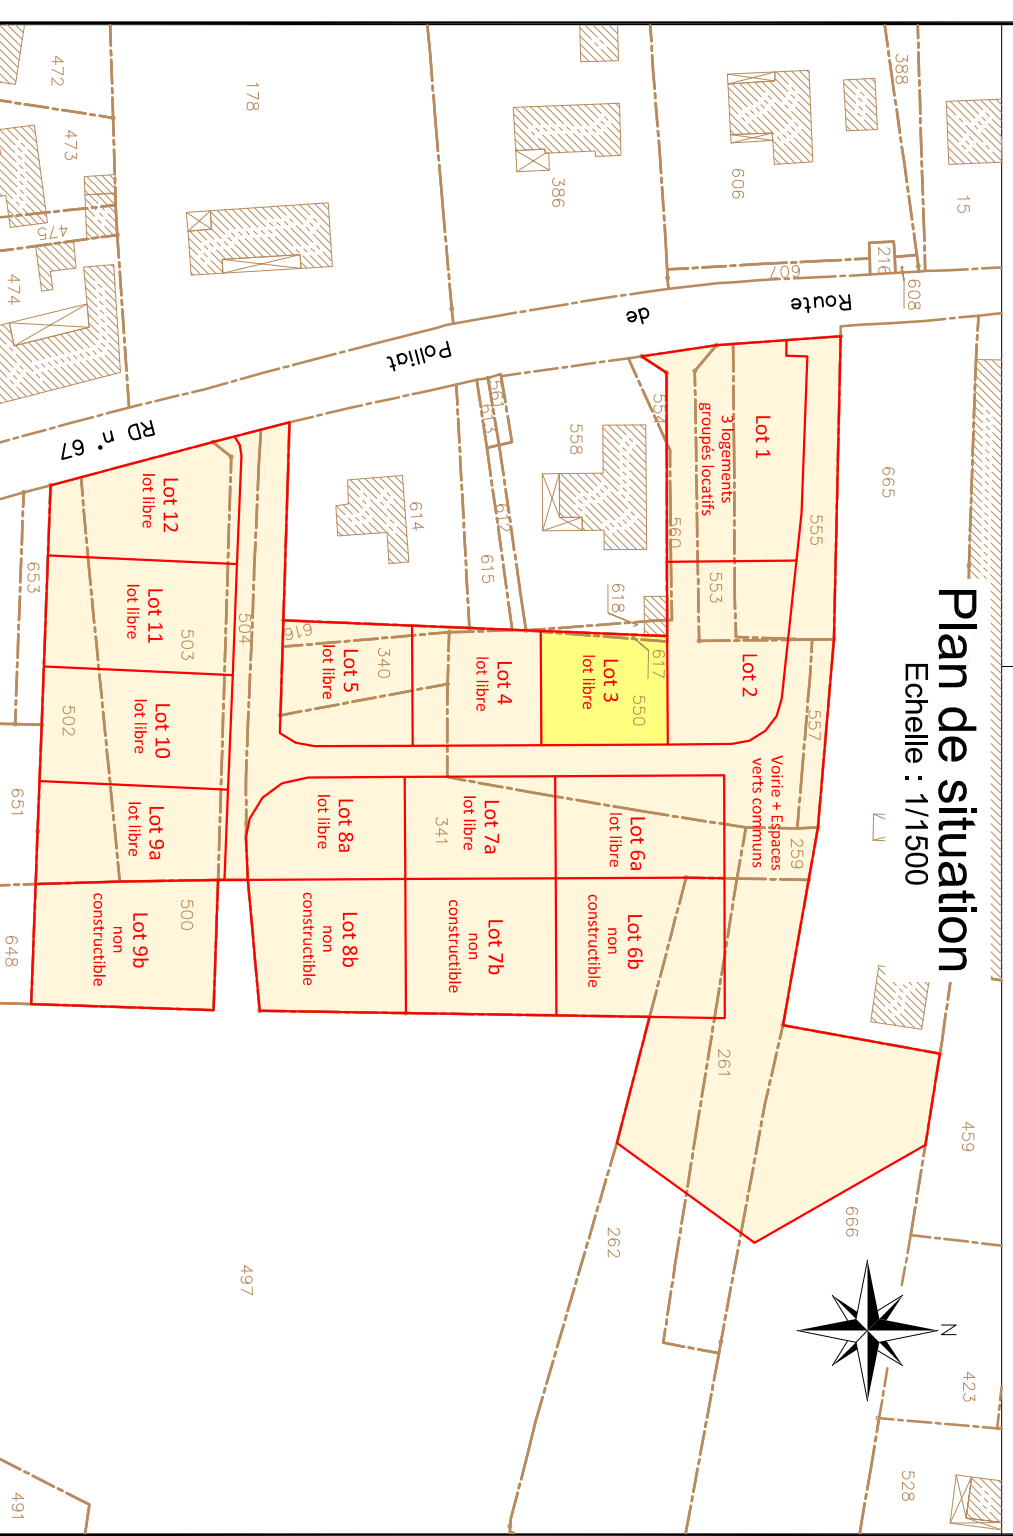 Plan de situation
Echelle : 1/1500
N
Route
de
Polliat
RD n° 67
Lot 1
3 logements
groupés locatifs
Lot 2
Lot 3
lot libre
Lot 4
lot libre
Lot 5
lot libre
Lot 6a
lot libre
Lot 6b
non
constructible
Lot 7a
lot libre
Lot 7b
non
constructible
Lot 8a
lot libre
Lot 8b
non
constructible
Lot 9a
lot libre
Lot 9b
non
constructible
Lot 10
lot libre
Lot 11
lot libre
Lot 12
lot libre
Voirie + Espaces
verts communs
472
473
475
474
178
386
606
388
15
216
607
608
665
555
554
560
553
558
561
613
612
614
615
618
617
616
550
340
341
557
259
261
262
504
503
502
500
653
651
648
497
491
459
666
423
528